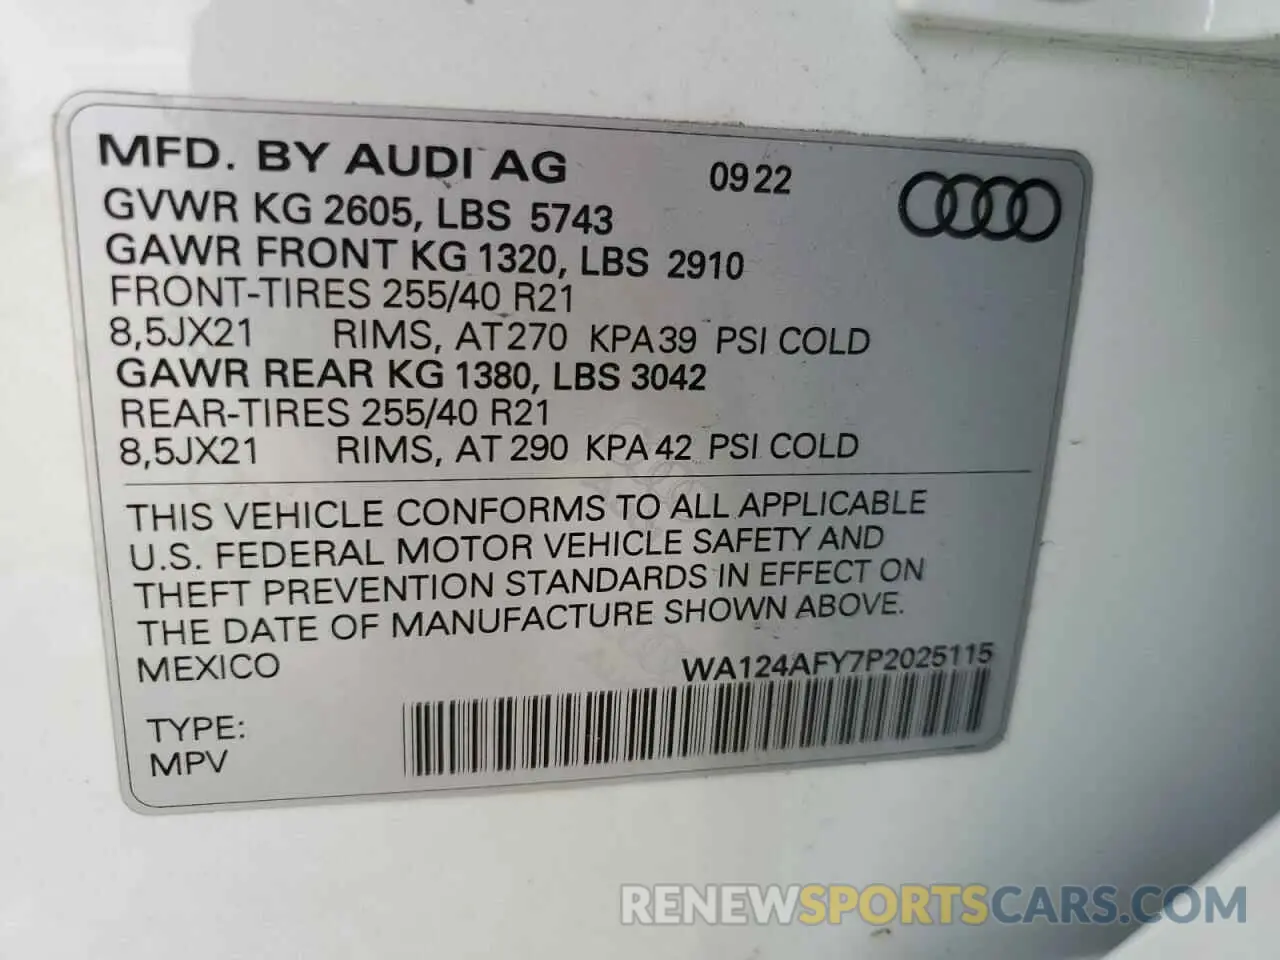 MFD. BY AUDI AG 09 22
GVWR KG 2605, LBS 5743
GAWR FRONT KG 1320, LBS 2910
FRONT-TIRES 255/40 R21
8,5JX21 RIMS, AT 270 KPA 39 PSI COLD
GAWR REAR KG 1380, LBS 3042
REAR-TIRES 255/40 R21
8,5JX21 RIMS, AT 290 KPA 42 PSI COLD
THIS VEHICLE CONFORMS TO ALL APPLICABLE
U.S. FEDERAL MOTOR VEHICLE SAFETY AND
THEFT PREVENTION STANDARDS IN EFFECT ON
THE DATE OF MANUFACTURE SHOWN ABOVE.
MEXICO WA124AFY7P2025115
TYPE:
MPV
RENEWSPORTSCARS.COM